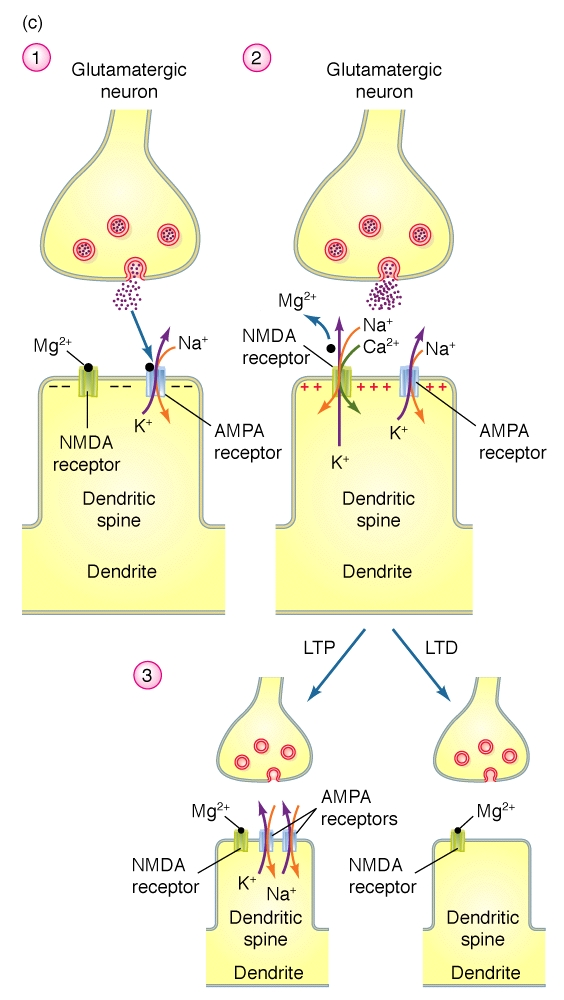 (c)
1
Glutamatergic
neuron
Mg²⁺
Na⁺
K⁺
NMDA
receptor
AMPA
receptor
Dendritic
spine
Dendrite
2
Glutamatergic
neuron
Mg²⁺
NMDA
receptor
Na⁺
Ca²⁺
Na⁺
K⁺
K⁺
AMPA
receptor
Dendritic
spine
Dendrite
LTP
LTD
3
Mg²⁺
AMPA
receptors
NMDA
receptor
K⁺
Na⁺
Dendritic
spine
Dendrite
Mg²⁺
NMDA
receptor
Dendritic
spine
Dendrite